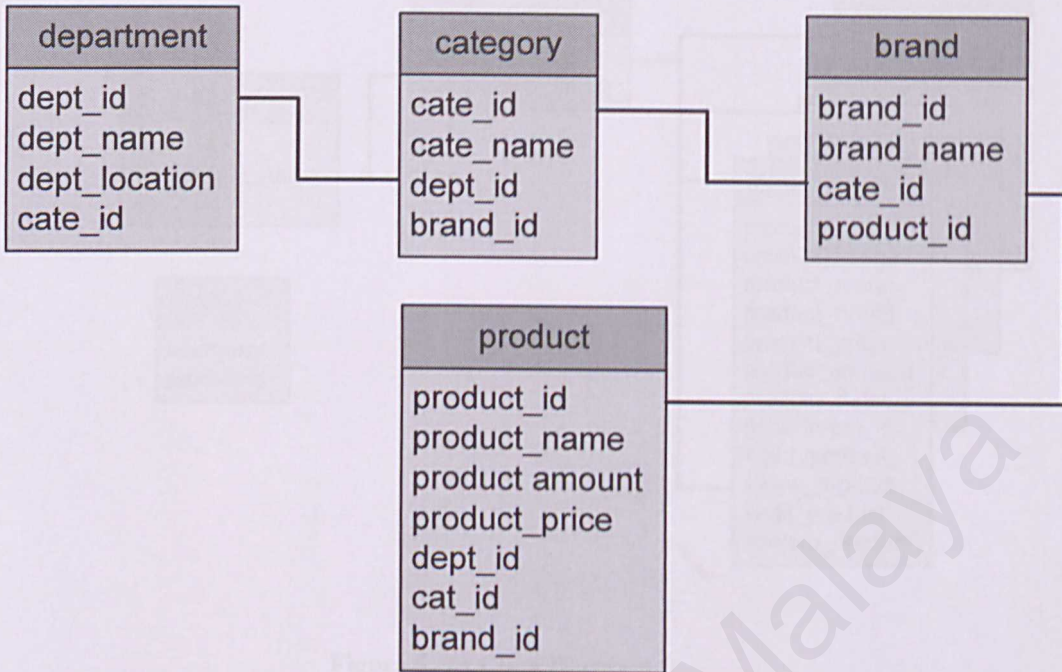 department
dept_id
dept_name
dept_location
cate_id
category
cate_id
cate_name
dept_id
brand_id
brand
brand_id
brand_name
cate_id
product_id
product
product_id
product_name
product amount
product_price
dept_id
cat_id
brand_id
Malaya